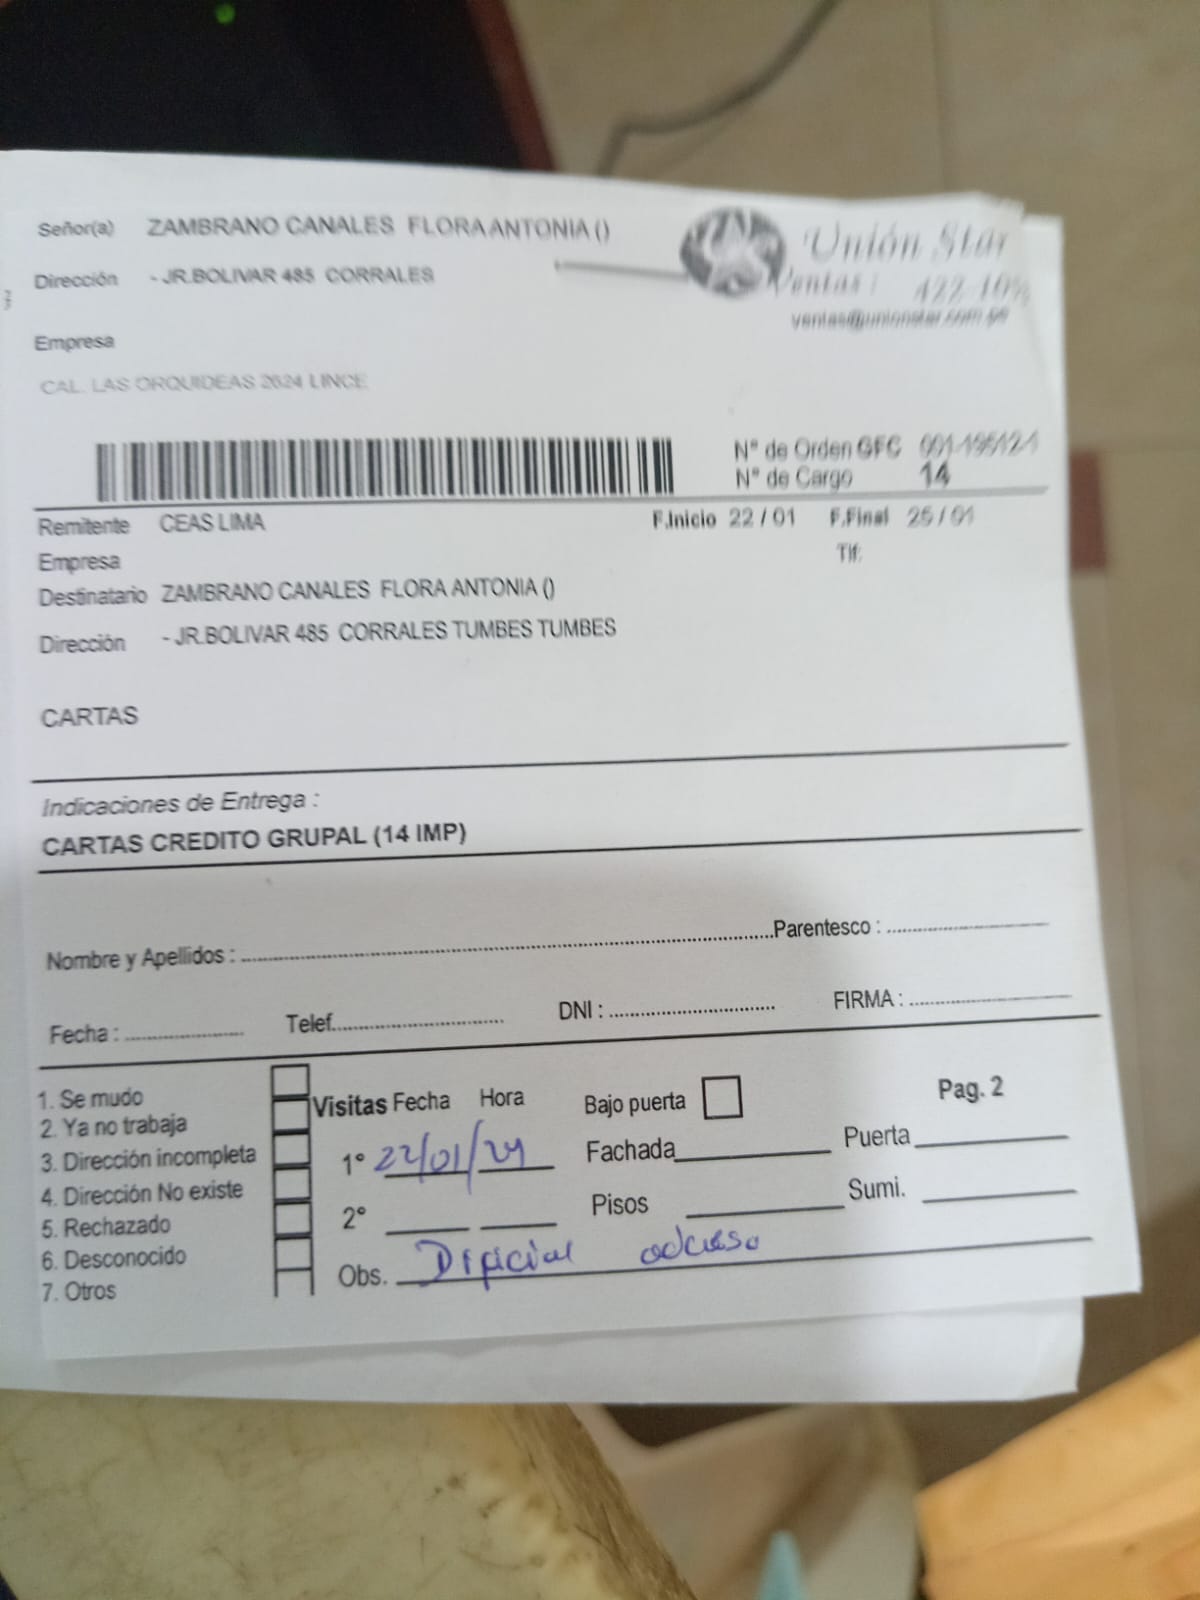 Señor(a) ZAMBRANO CANALES FLORA ANTONIA ()
Unión Star
Dirección - JR.BOLIVAR 485 CORRALES
Ventas :
ventas@unionstar.com.pe
Empresa
CAL. LAS ORQUIDEAS 2624 LINCE
N° de Orden GFC
N° de Cargo 14
Remitente CEAS LIMA F.Inicio 22 / 01 F.Final 25 / 01
Empresa Tlf:
Destinatario ZAMBRANO CANALES FLORA ANTONIA ()
Dirección - JR.BOLIVAR 485 CORRALES TUMBES TUMBES
CARTAS
Indicaciones de Entrega :
CARTAS CREDITO GRUPAL (14 IMP)
Nombre y Apellidos : Parentesco :
Fecha : Telef. DNI : FIRMA :
1. Se mudo
2. Ya no trabaja
3. Dirección incompleta
4. Dirección No existe
5. Rechazado
6. Desconocido
7. Otros
Visitas Fecha Hora
1° 22/01/24
2°
Bajo puerta
Pag. 2
Fachada Puerta
Pisos Sumi.
Obs.